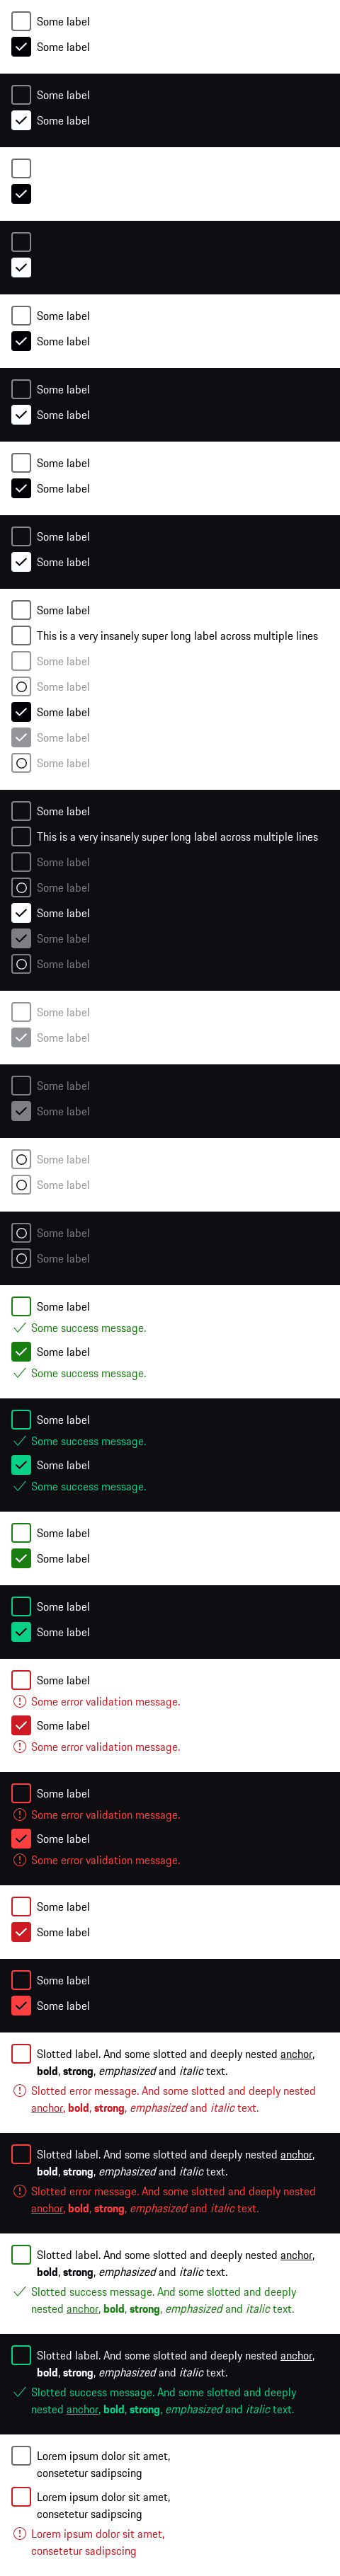 Some label
Some label
Some label
Some label
Some label
Some label
Some label
Some label
Some label
Some label
Some label
Some label
Some label
This is a very insanely super long label across multiple lines
Some label
Some label
Some label
Some label
Some label
Some label
This is a very insanely super long label across multiple lines
Some label
Some label
Some label
Some label
Some label
Some label
Some label
Some label
Some label
Some label
Some label
Some label
Some label
Some label
Some success message.
Some label
Some success message.
Some label
Some success message.
Some label
Some success message.
Some label
Some label
Some label
Some label
Some label
Some error validation message.
Some label
Some error validation message.
Some label
Some error validation message.
Some label
Some error validation message.
Some label
Some label
Some label
Some label
Slotted label. And some slotted and deeply nested anchor,
bold, strong, emphasized and italic text.
Slotted error message. And some slotted and deeply nested
anchor, bold, strong, emphasized and italic text.
Slotted label. And some slotted and deeply nested anchor,
bold, strong, emphasized and italic text.
Slotted error message. And some slotted and deeply nested
anchor, bold, strong, emphasized and italic text.
Slotted label. And some slotted and deeply nested anchor,
bold, strong, emphasized and italic text.
Slotted success message. And some slotted and deeply
nested anchor, bold, strong, emphasized and italic text.
Slotted label. And some slotted and deeply nested anchor,
bold, strong, emphasized and italic text.
Slotted success message. And some slotted and deeply
nested anchor, bold, strong, emphasized and italic text.
Lorem ipsum dolor sit amet,
consetetur sadipscing
Lorem ipsum dolor sit amet,
consetetur sadipscing
Lorem ipsum dolor sit amet,
consetetur sadipscing